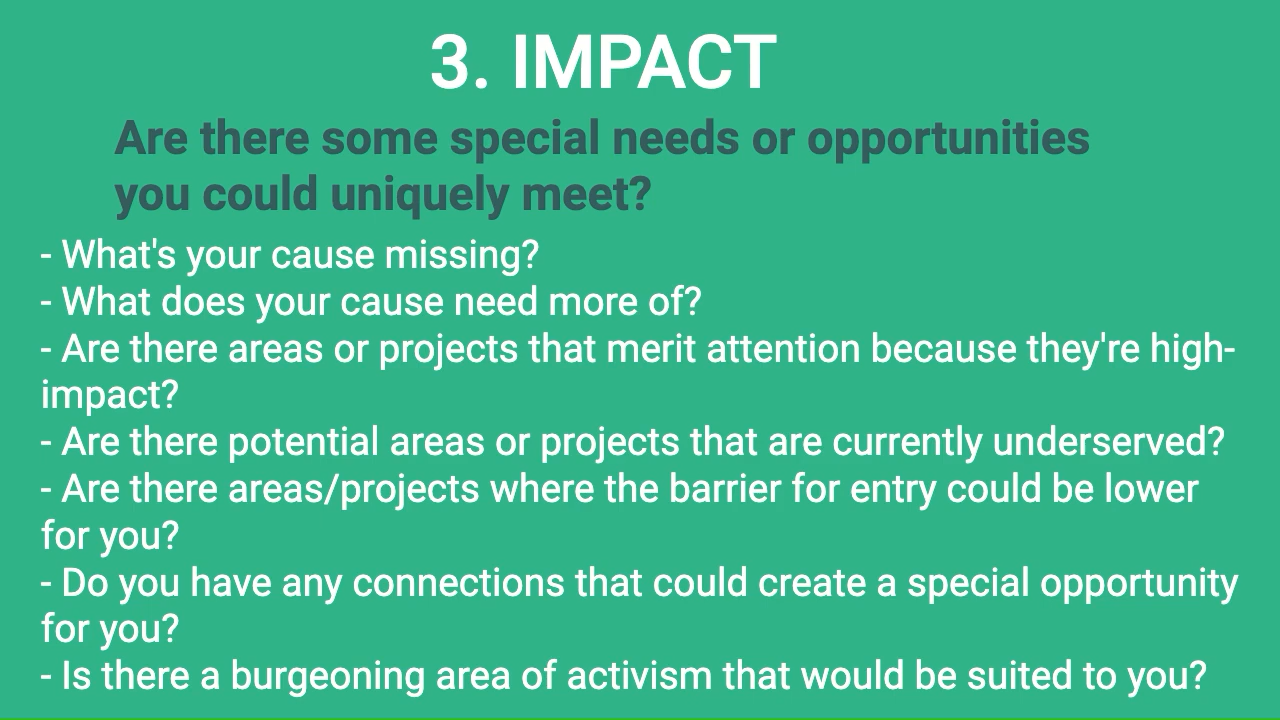 3. IMPACT
Are there some special needs or opportunities
you could uniquely meet?
- What's your cause missing?
- What does your cause need more of?
- Are there areas or projects that merit attention because they're high-
impact?
- Are there potential areas or projects that are currently underserved?
- Are there areas/projects where the barrier for entry could be lower
for you?
- Do you have any connections that could create a special opportunity
for you?
- Is there a burgeoning area of activism that would be suited to you?